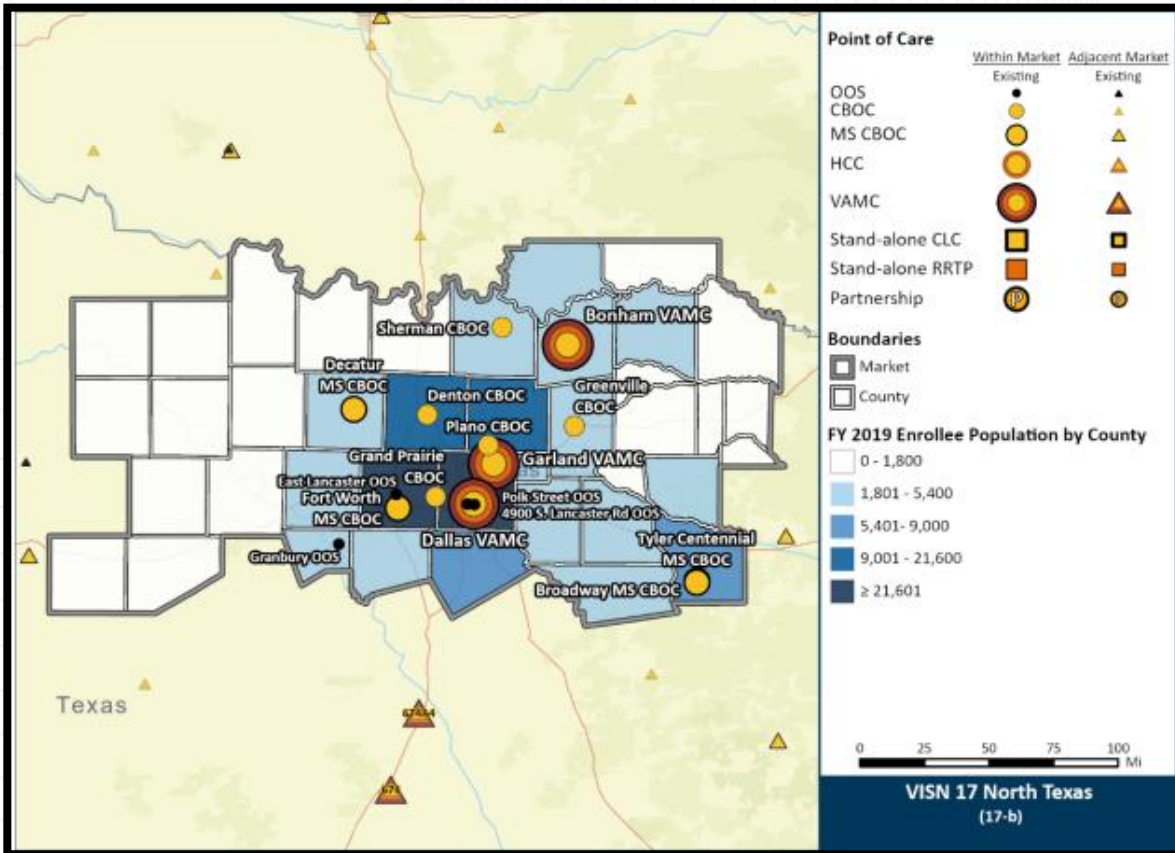 Sherman CBOC
Bonham VAMC
Decatur
MS CBOC
Denton CBOC
Greenville
CBOC
Plano CBOC
Grand Prairie
CBOC
Garland VAMC
East Lancaster OOS
Fort Worth
MS CBOC
Polk Street OOS
4900 S. Lancaster Rd OOS
Dallas VAMC
Granbury OOS
Tyler Centennial
MS CBOC
Broadway MS CBOC
Texas
Point of Care
Within Market Adjacent Market
Existing Existing
OOS
CBOC
MS CBOC
HCC
VAMC
Stand-alone CLC
Stand-alone RRTP
Partnership
P
Boundaries
Market
County
FY 2019 Enrollee Population by County
0 - 1,800
1,801 - 5,400
5,401- 9,000
9,001 - 21,600
≥ 21,601
0 25 50 75 100
Mi
VISN 17 North Texas
(17-b)